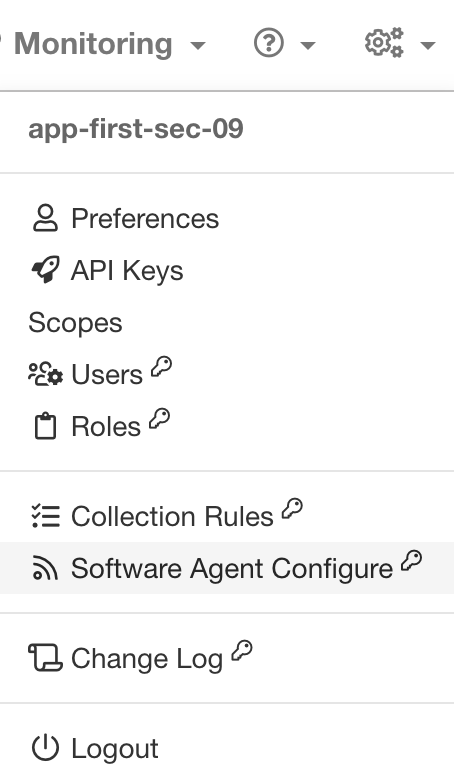 Monitoring
app-first-sec-09
Preferences
API Keys
Scopes
Users
Roles
Collection Rules
Software Agent Configure
Change Log
Logout